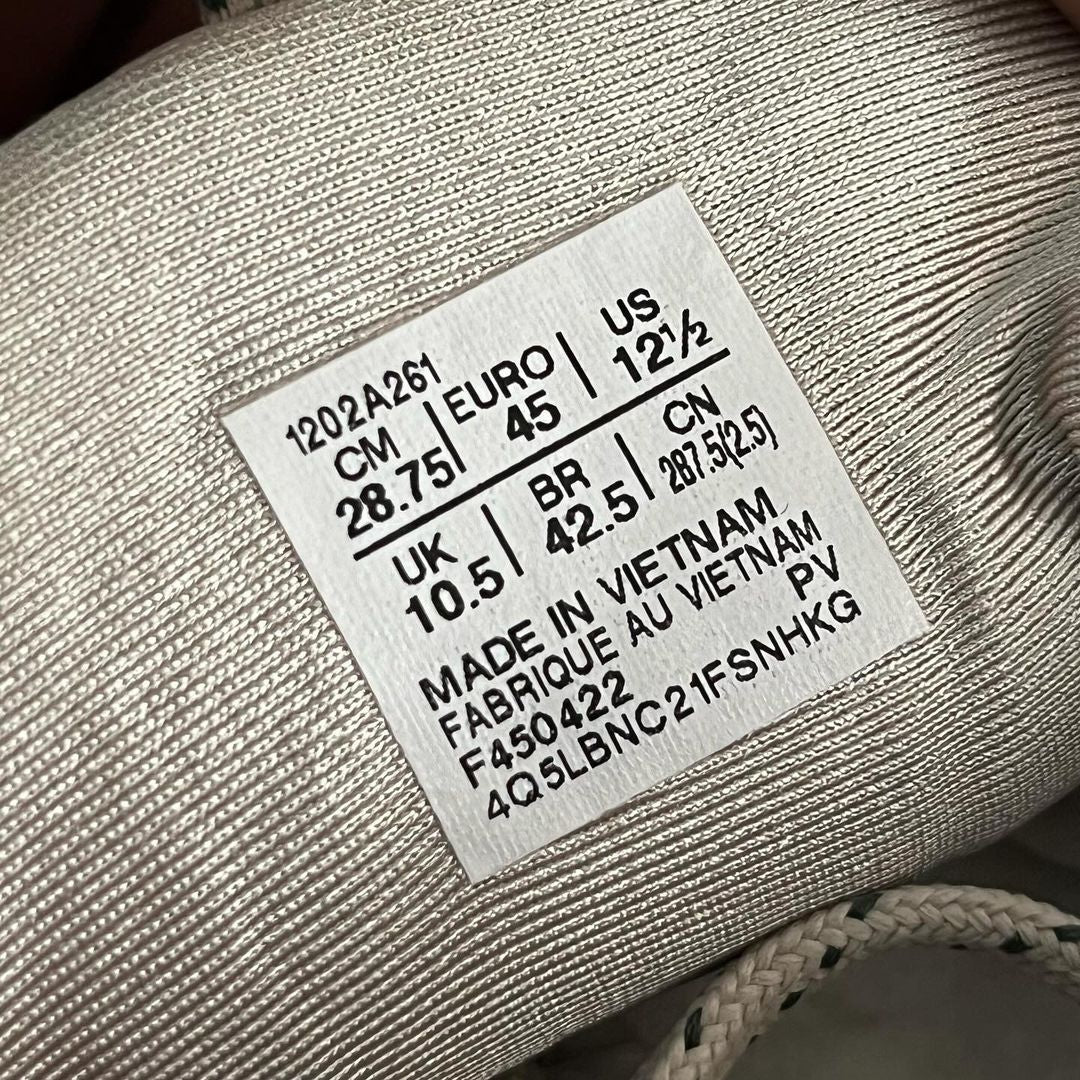 1202A261
CM | EURO | US
28.75 | 45 | 12½
UK | BR | CN
10.5 | 42.5 | 287.5(2.5)
MADE IN VIETNAM
FABRIQUE AU VIETNAM
F450422 PV
4Q5LBNC21FSNHKG